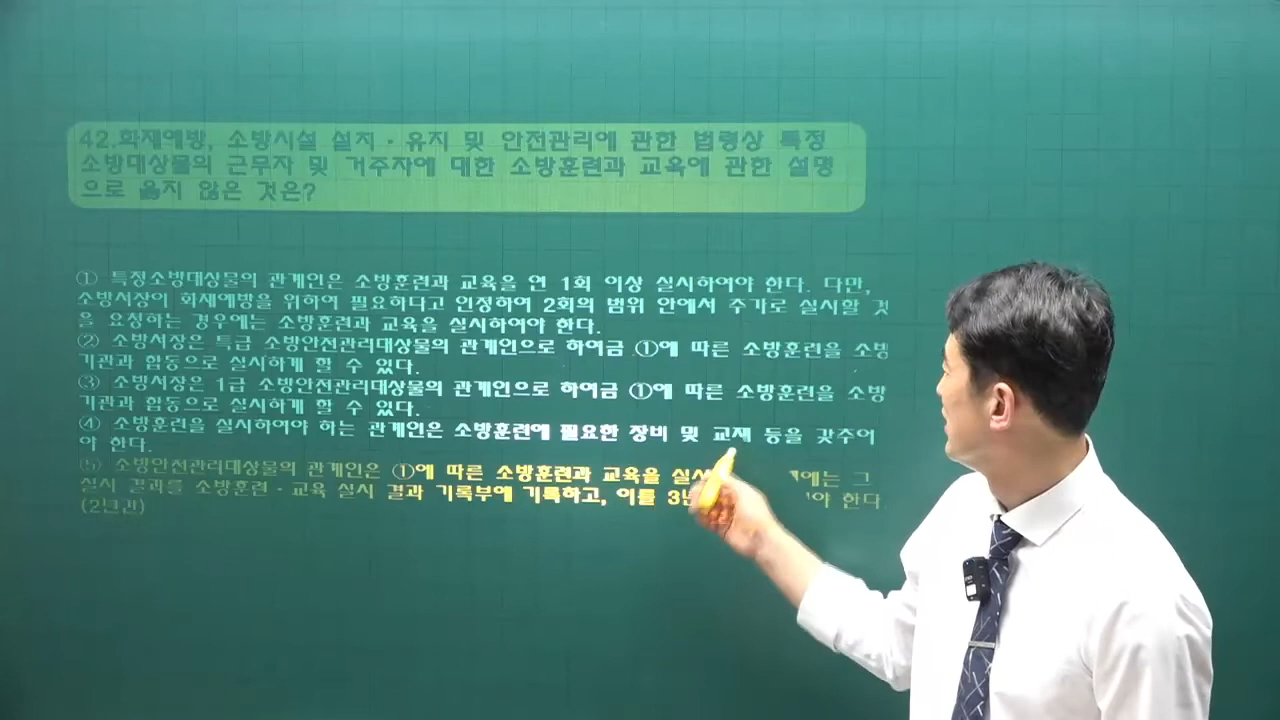 42.화재예방, 소방시설 설치·유지 및 안전관리에 관한 법령상 특정
소방대상물의 근무자 및 거주자에 대한 소방훈련과 교육에 관한 설명
으로 옳지 않은 것은?
① 특정소방대상물의 관계인은 소방훈련과 교육을 연 1회 이상 실시하여야 한다. 다만,
소방서장이 화재예방을 위하여 필요하다고 인정하여 2회의 범위 안에서 추가로 실시할 것
을 요청하는 경우에는 소방훈련과 교육을 실시하여야 한다.
② 소방서장은 특급 소방안전관리대상물의 관계인으로 하여금 ①에 따른 소방훈련을 소방
기관과 합동으로 실시하게 할 수 있다.
③ 소방서장은 1급 소방안전관리대상물의 관계인으로 하여금 ①에 따른 소방훈련을 소방
기관과 합동으로 실시하게 할 수 있다.
④ 소방훈련을 실시하여야 하는 관계인은 소방훈련에 필요한 장비 및 교재 등을 갖추어
야 한다.
⑤ 소방안전관리대상물의 관계인은 ①에 따른 소방훈련과 교육을 그
실시 결과를 소방훈련·교육 실시 결과 기록부에 기록하고, 이를 한다
(2년간)